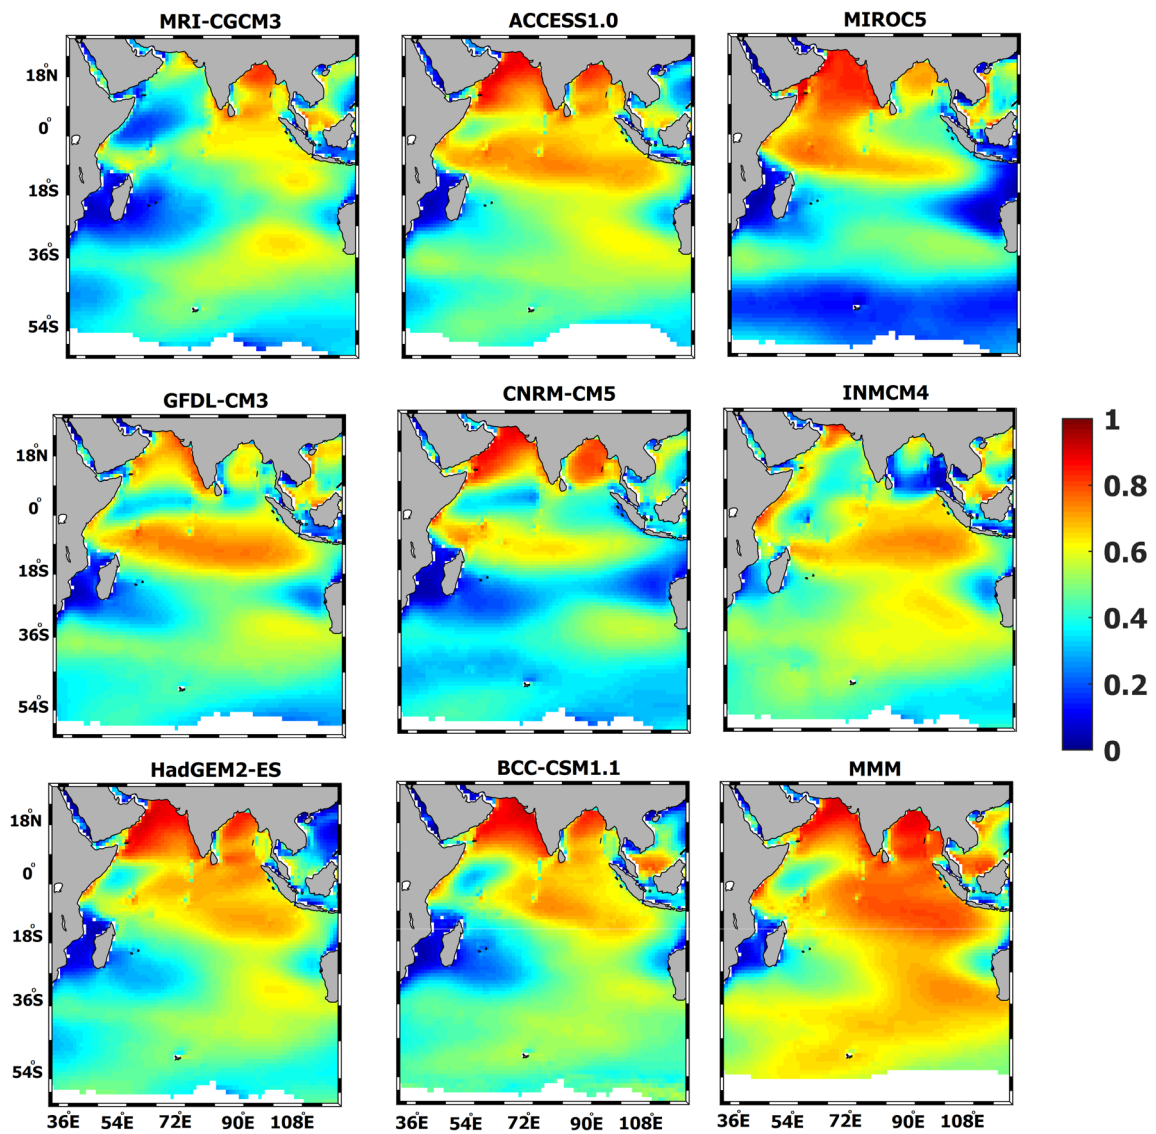 MRI-CGCM3 ACCESS1.0 MIROC5
18°N
0°
18°S
36°S
54°S
GFDL-CM3 CNRM-CM5 INMCM4
18°N
0°
18°S
36°S
54°S
1
0.8
0.6
0.4
0.2
0
HadGEM2-ES BCC-CSM1.1 MMM
18°N
0°
18°S
36°S
54°S
36°E 54°E 72°E 90°E 108°E 36°E 54°E 72°E 90°E 108°E 36°E 54°E 72°E 90°E 108°E